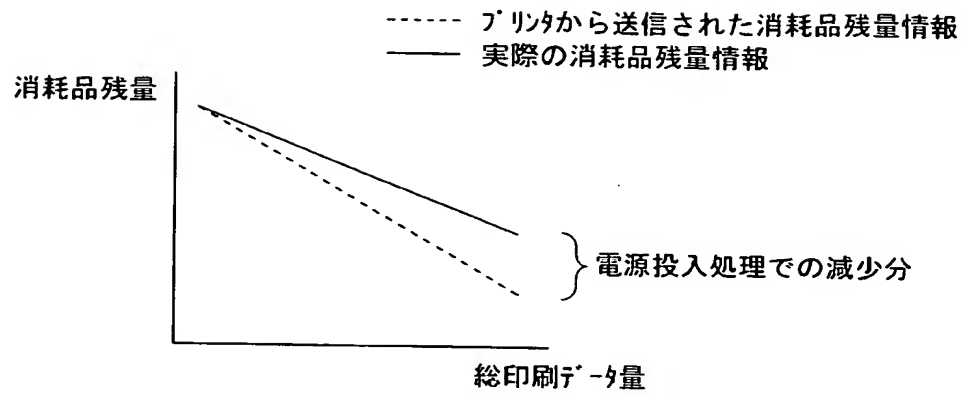 ﾌﾟﾘﾝﾀから送信された消耗品残量情報
実際の消耗品残量情報
消耗品残量
電源投入処理での減少分
総印刷ﾃﾞｰﾀ量